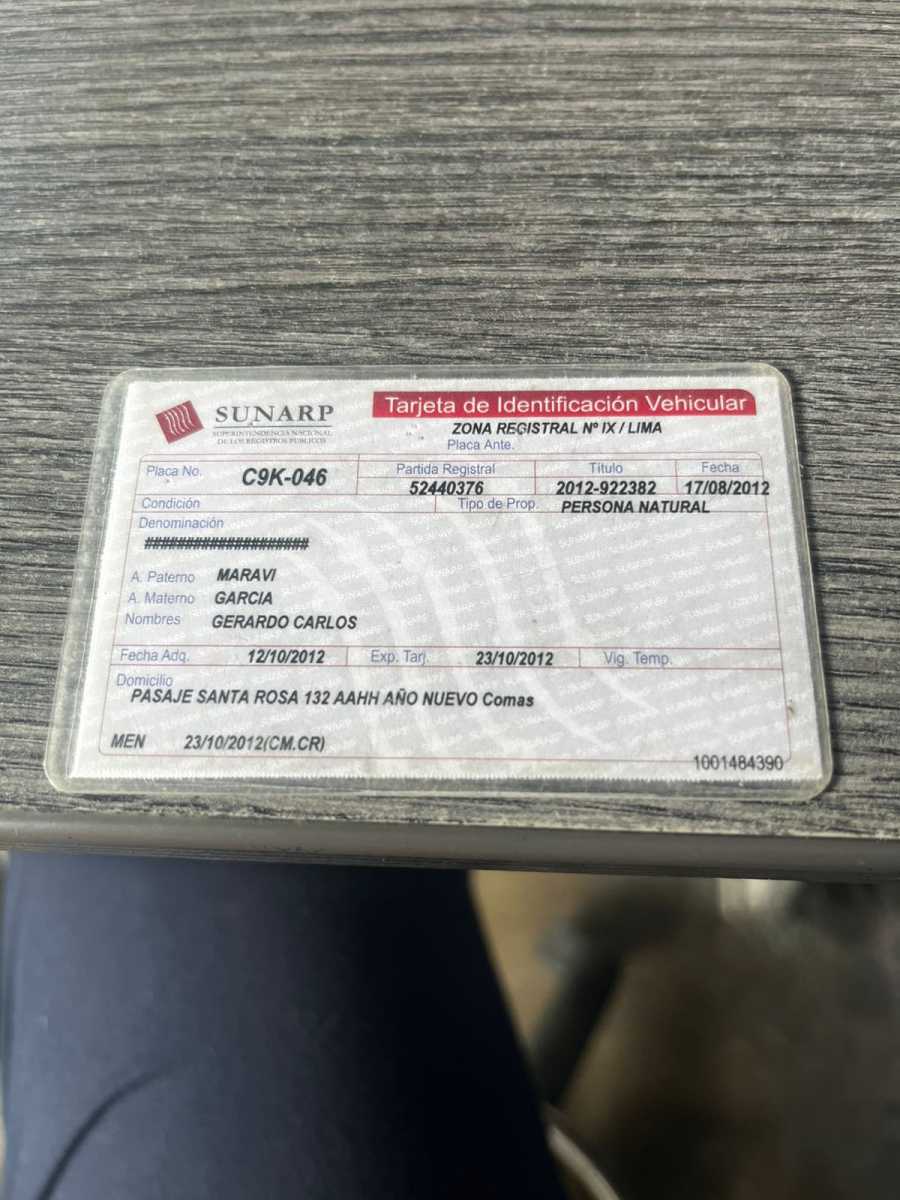 SUNARP
SUPERINTENDENCIA NACIONAL
DE LOS REGISTROS PUBLICOS
Tarjeta de Identificación Vehicular
ZONA REGISTRAL Nº IX / LIMA
Placa Ante.
Placa No. C9K-046
Partida Registral Título Fecha
52440376 2012-922382 17/08/2012
Condición Tipo de Prop. PERSONA NATURAL
Denominación
####################
A. Paterno MARAVI
A. Materno GARCIA
Nombres GERARDO CARLOS
Fecha Adq. 12/10/2012 Exp. Tarj. 23/10/2012 Vig. Temp.
Domicilio
PASAJE SANTA ROSA 132 AAHH AÑO NUEVO Comas
MEN 23/10/2012(CM.CR)
1001484390